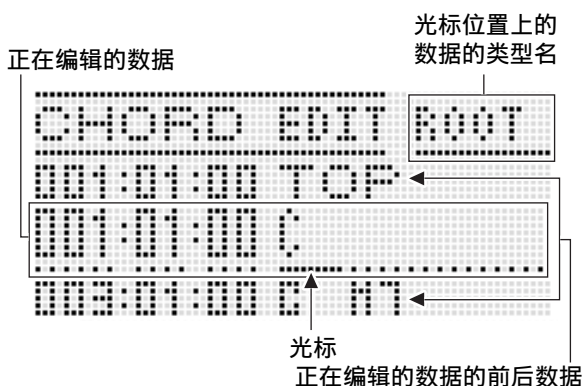 光标位置上的
数据的类型名
正在编辑的数据
CHORD EDIT ROOT
001:01:00 TOP
001:01:00 C
003:01:00 C M7
光标
正在编辑的数据的前后数据